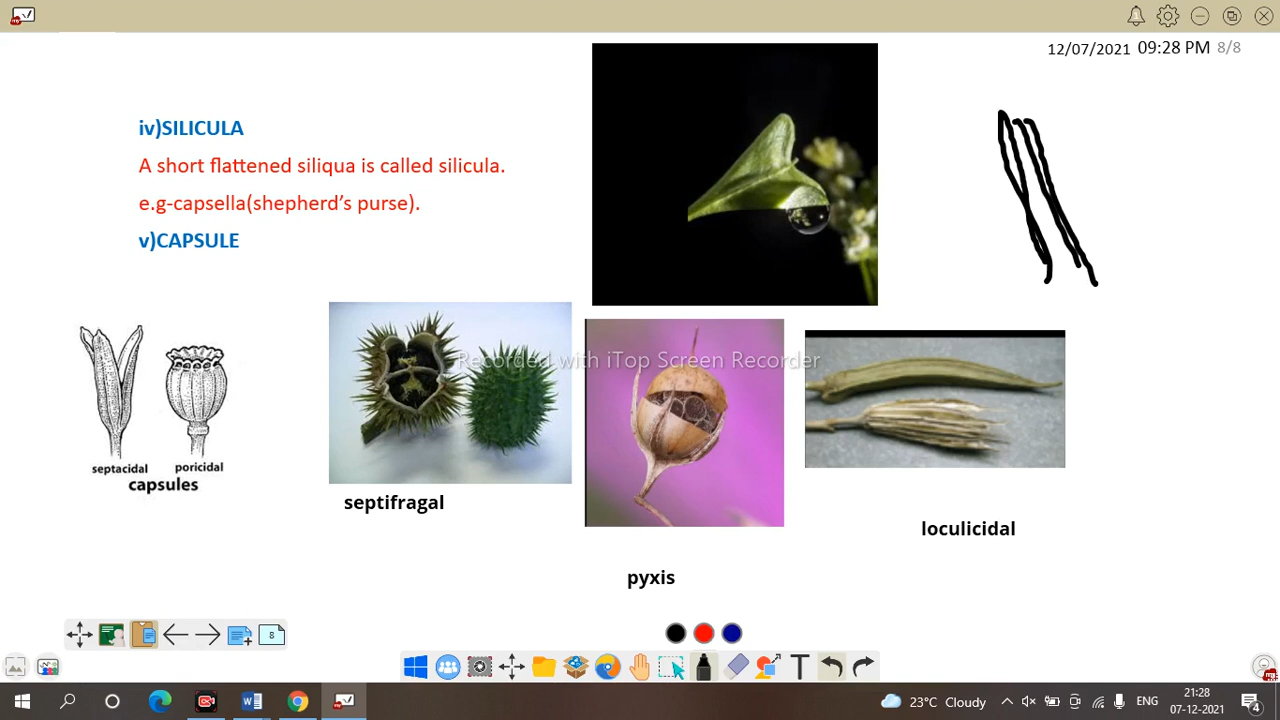 12/07/2021 09:28 PM 8/8
iv)SILICULA
A short flattened siliqua is called silicula.
e.g-capsella(shepherd’s purse).
v)CAPSULE
Recorded with iTop Screen Recorder
septacidal poricidal
capsules
septifragal
loculicidal
pyxis
8
23°C Cloudy
ENG
21:28
07-12-2021
4